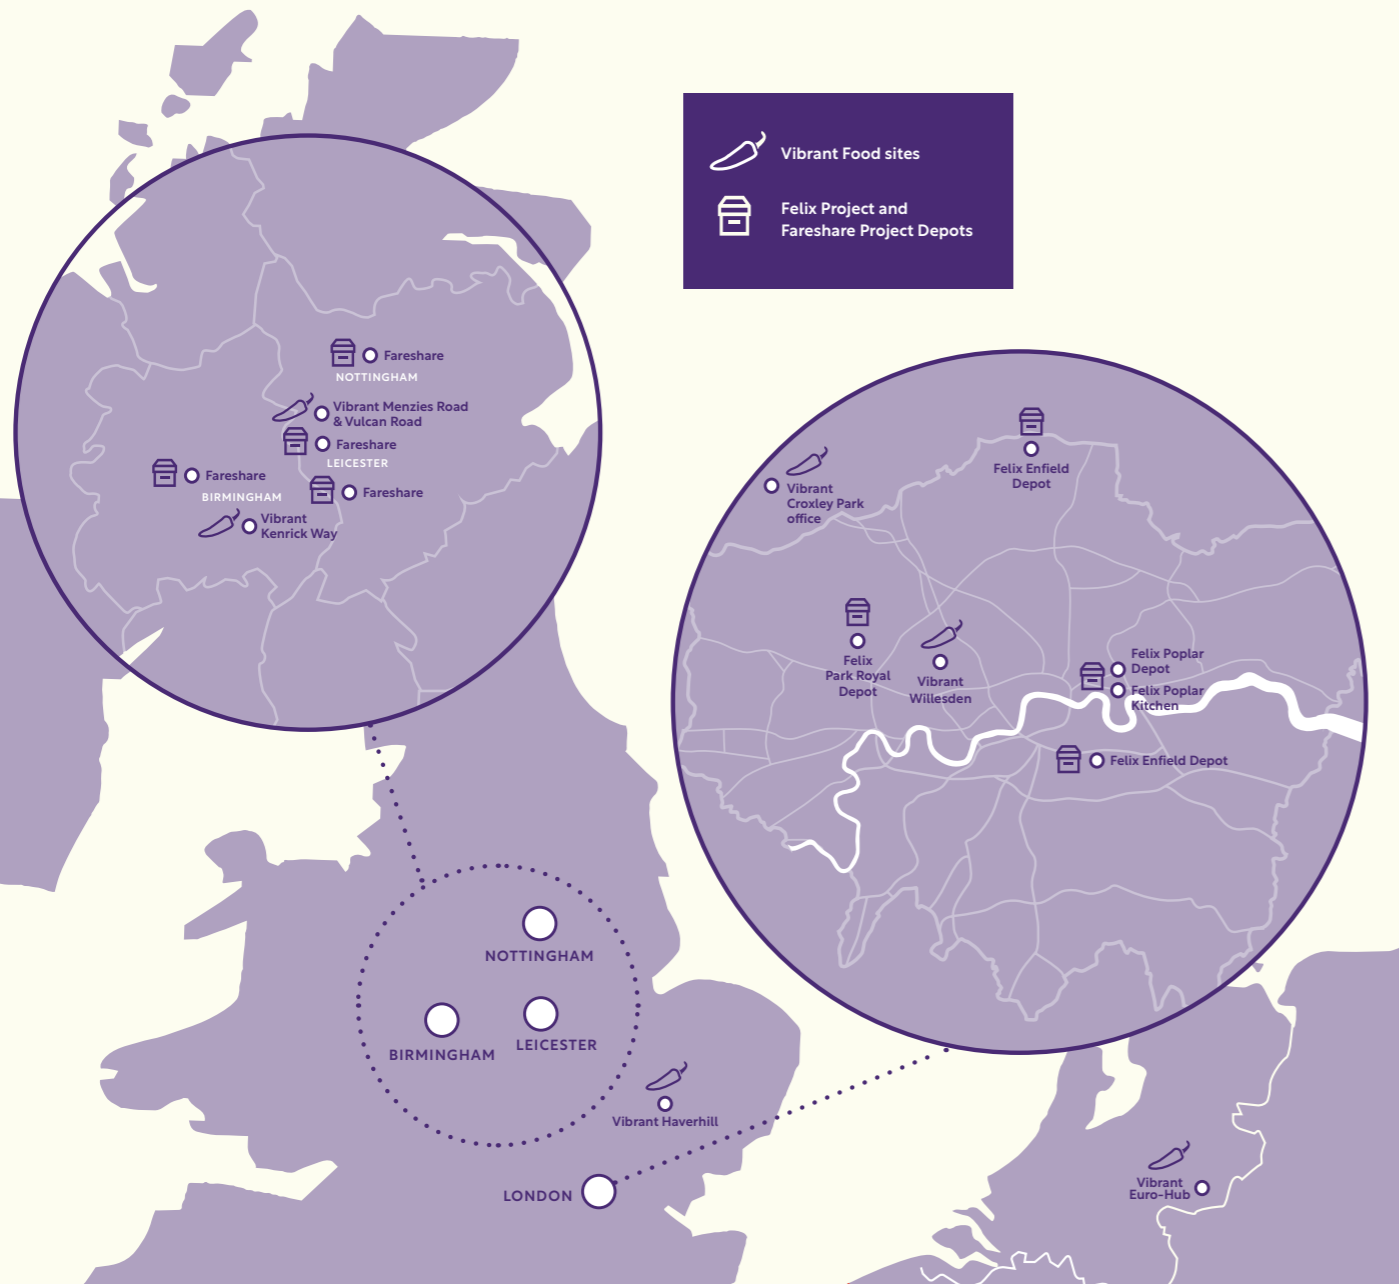 Vibrant Food sites
Felix Project and
Fareshare Project Depots
Fareshare
NOTTINGHAM
Vibrant Menzies Road
& Vulcan Road
Fareshare
LEICESTER
Fareshare
BIRMINGHAM
Fareshare
Vibrant
Kenrick Way
Felix Enfield
Depot
Vibrant
Croxley Park
office
Felix
Park Royal
Depot
Vibrant
Willesden
Felix Poplar
Depot
Felix Poplar
Kitchen
Felix Enfield Depot
NOTTINGHAM
BIRMINGHAM
LEICESTER
Vibrant Haverhill
LONDON
Vibrant
Euro-Hub